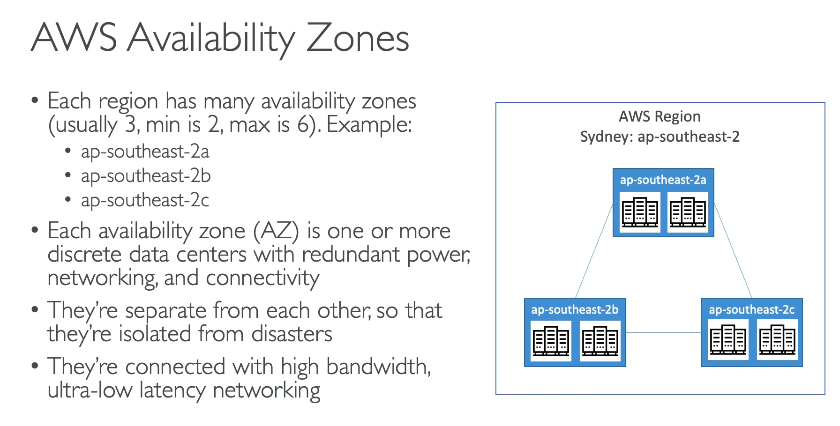 AWS Availability Zones
• Each region has many availability zones
(usually 3, min is 2, max is 6). Example:
• ap-southeast-2a
• ap-southeast-2b
• ap-southeast-2c
• Each availability zone (AZ) is one or more
discrete data centers with redundant power,
networking, and connectivity
• They’re separate from each other, so that
they’re isolated from disasters
• They’re connected with high bandwidth,
ultra-low latency networking
AWS Region
Sydney: ap-southeast-2
ap-southeast-2a
ap-southeast-2b
ap-southeast-2c